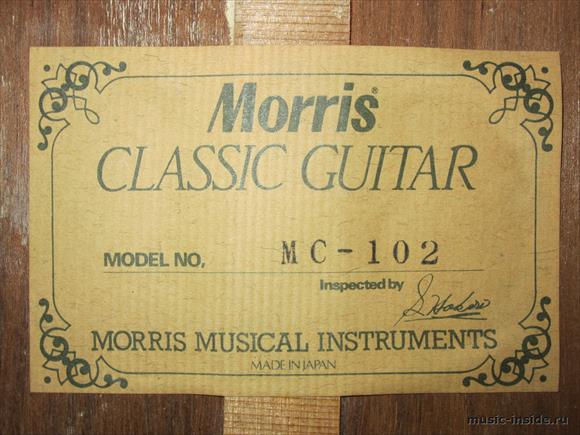 Morris®
CLASSIC GUITAR
MODEL NO, MC-102
Inspected by
MORRIS MUSICAL INSTRUMENTS
MADE IN JAPAN
music-inside.ru